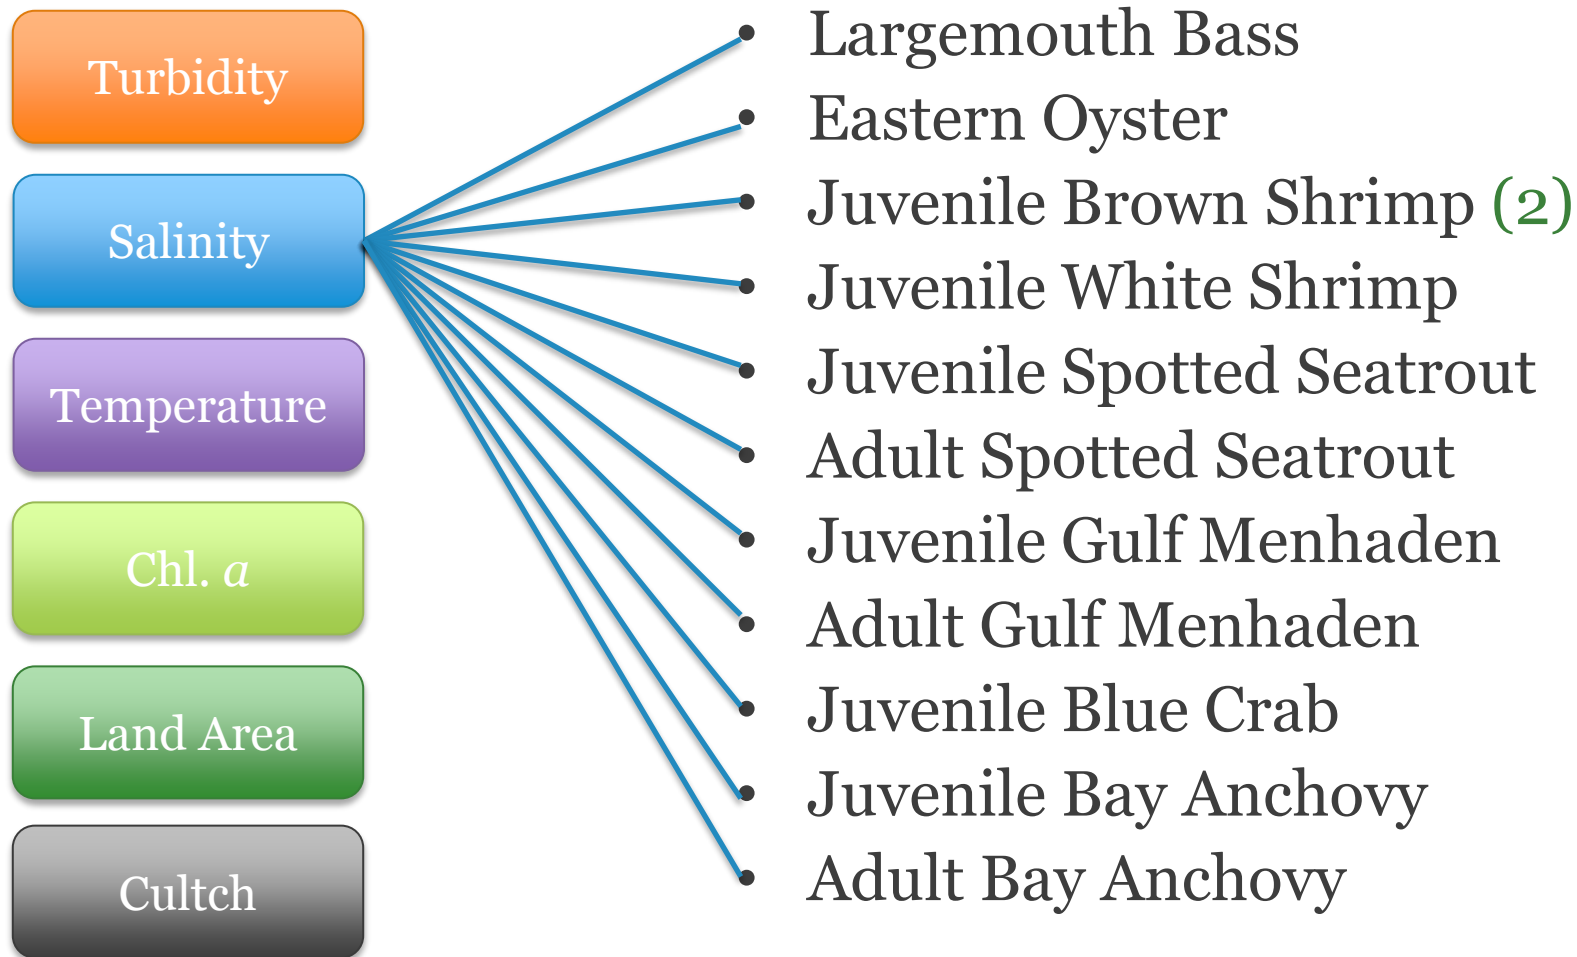 Turbidity
Salinity
Temperature
Chl. a
Land Area
Cultch
Largemouth Bass
Eastern Oyster
Juvenile Brown Shrimp (2)
Juvenile White Shrimp
Juvenile Spotted Seatrout
Adult Spotted Seatrout
Juvenile Gulf Menhaden
Adult Gulf Menhaden
Juvenile Blue Crab
Juvenile Bay Anchovy
Adult Bay Anchovy